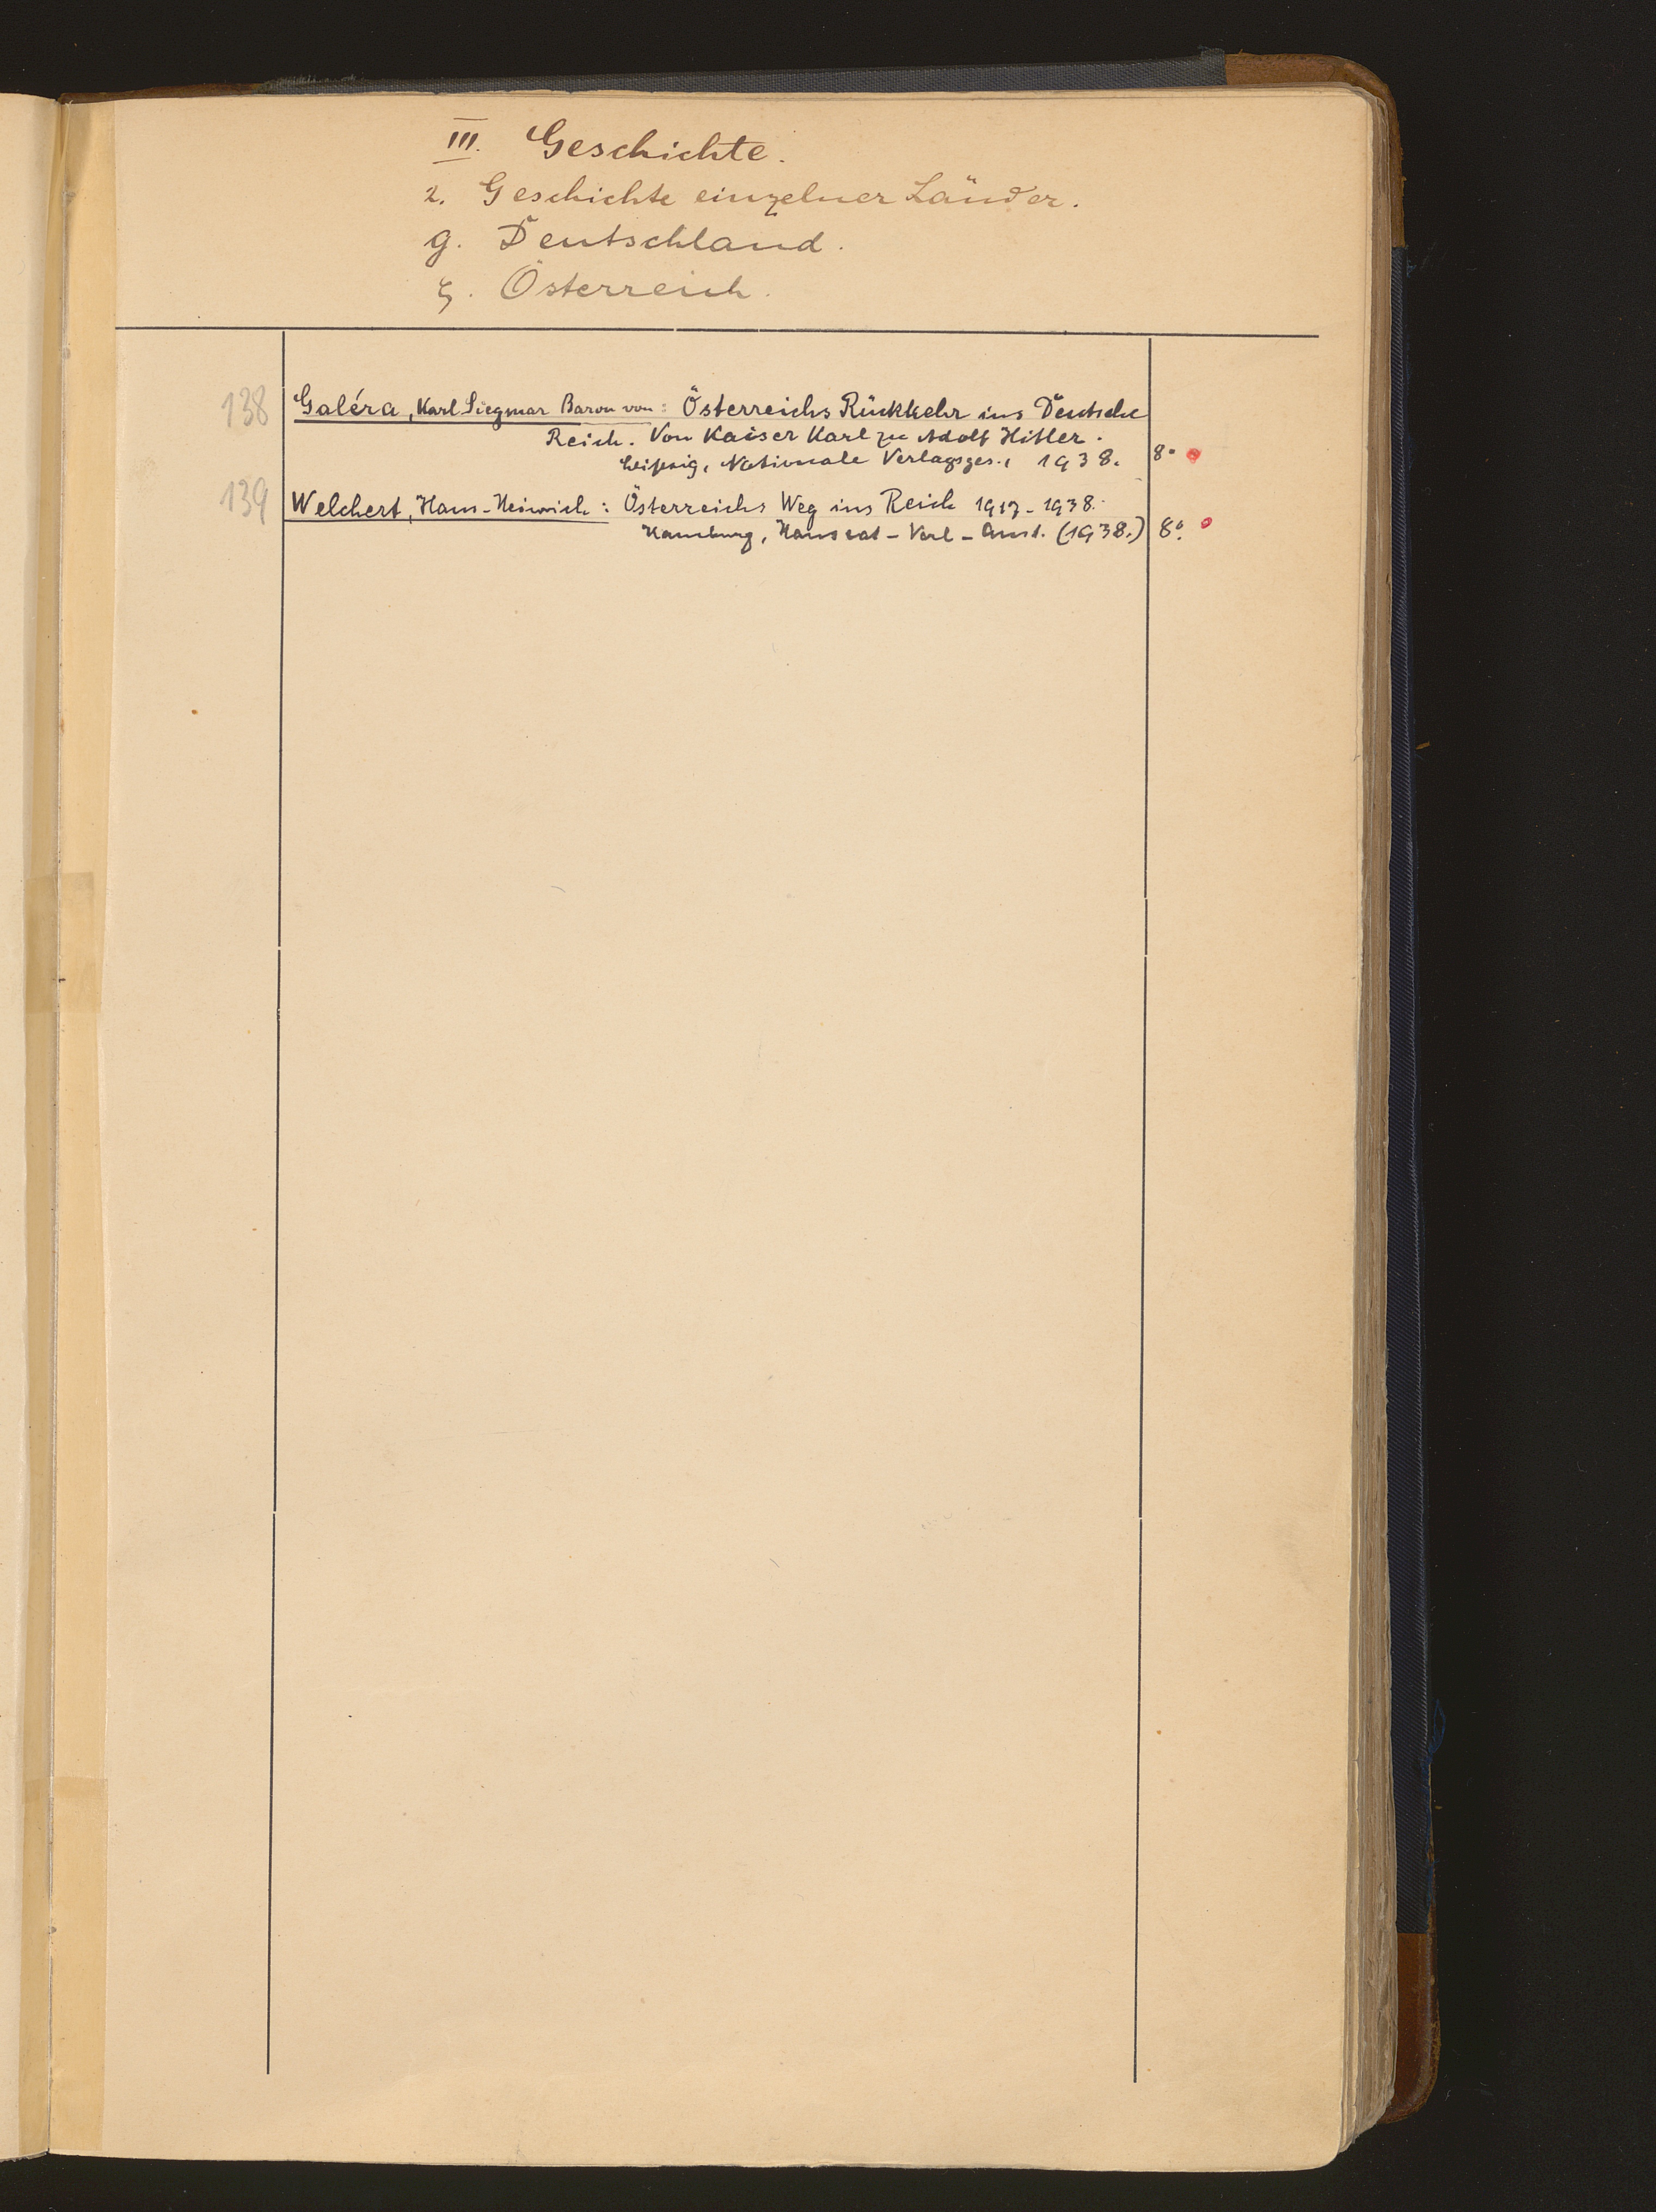 III. Geschichte.
2. Geschichte einzelner Länder.
g. Deutschland.
ζ. Österreich.
138 Galéra, Karl Siegmar Baron von: Österreichs Rückkehr ins Deutsche
Reich. Von Kaiser Karl zu Adolf Hitler.
Leipzig, Nationale Verlagsges., 1938. 8°
139 Welchert, Hans-Heinrich: Österreichs Weg ins Reich 1917-1938.
Hamburg, Hanseat-Verl-Anst. (1938.) 8°.